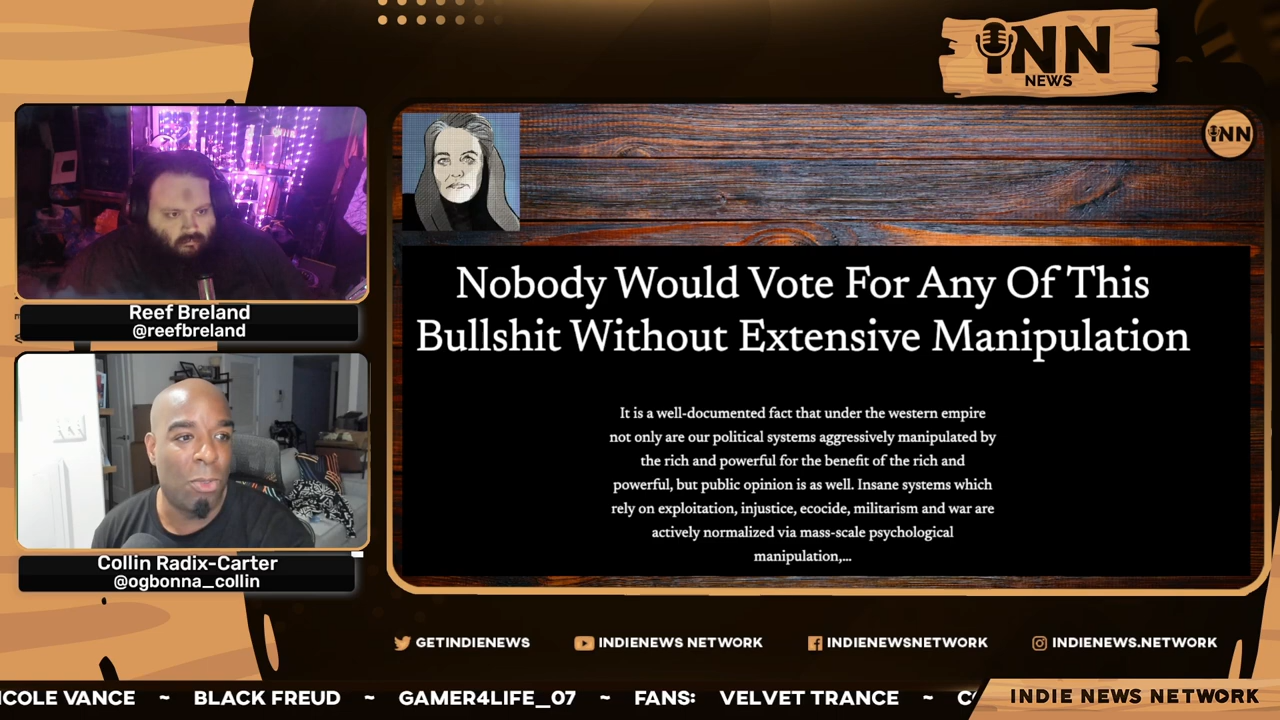 iNN
NEWS
iNN
Reef Breland
@reefbreland
Collin Radix-Carter
@ogbonna_collin
Nobody Would Vote For Any Of This
Bullshit Without Extensive Manipulation
It is a well-documented fact that under the western empire
not only are our political systems aggressively manipulated by
the rich and powerful for the benefit of the rich and
powerful, but public opinion is as well. Insane systems which
rely on exploitation, injustice, ecocide, militarism and war are
actively normalized via mass-scale psychological
manipulation,...
GETINDIENEWS INDIENEWS NETWORK INDIENEWSNETWORK INDIENEWS.NETWORK
ICOLE VANCE ~ BLACK FREUD ~ GAMER4LIFE_07 ~ FANS: VELVET TRANCE ~ INDIE NEWS NETWORK